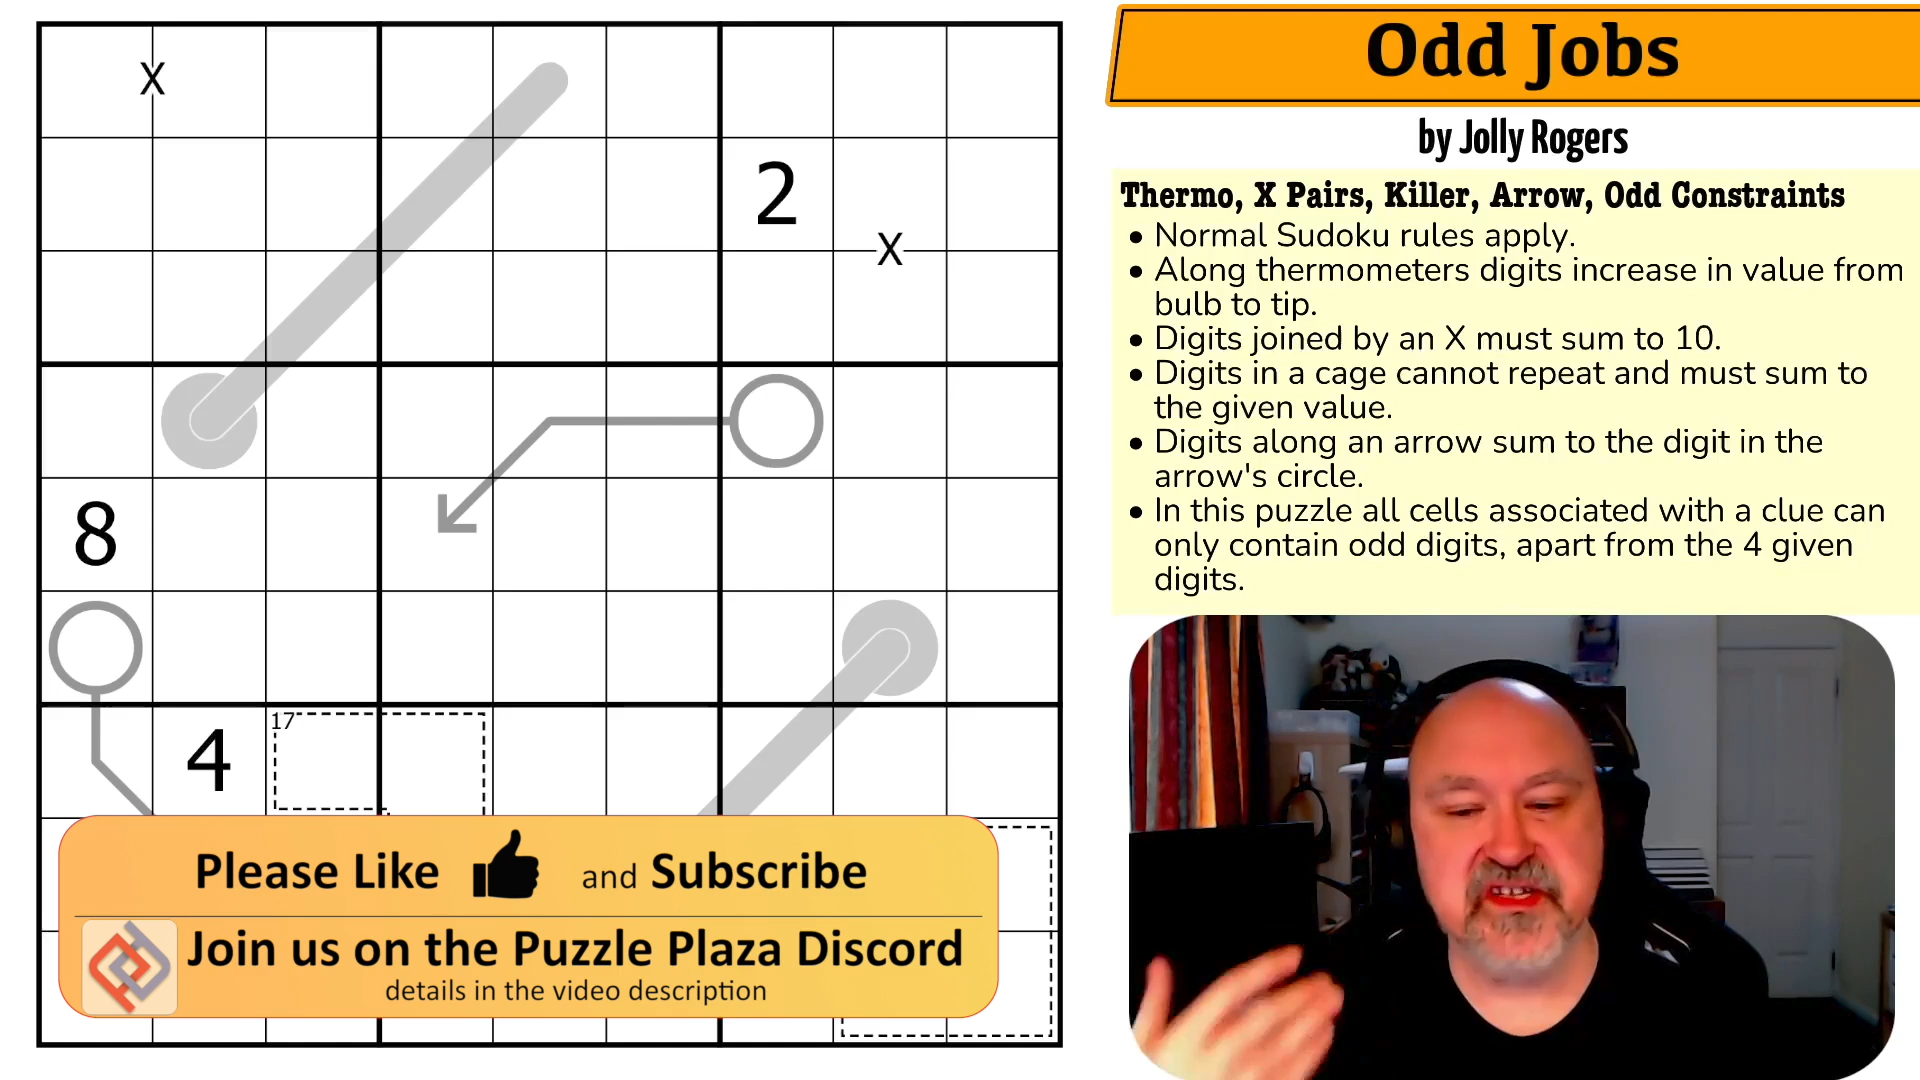 Odd Jobs
by Jolly Rogers
Thermo, X Pairs, Killer, Arrow, Odd Constraints
• Normal Sudoku rules apply.
• Along thermometers digits increase in value from
bulb to tip.
• Digits joined by an X must sum to 10.
• Digits in a cage cannot repeat and must sum to
the given value.
• Digits along an arrow sum to the digit in the
arrow's circle.
• In this puzzle all cells associated with a clue can
only contain odd digits, apart from the 4 given
digits.
X
2
X
8
17
4
Please Like and Subscribe
Join us on the Puzzle Plaza Discord
details in the video description